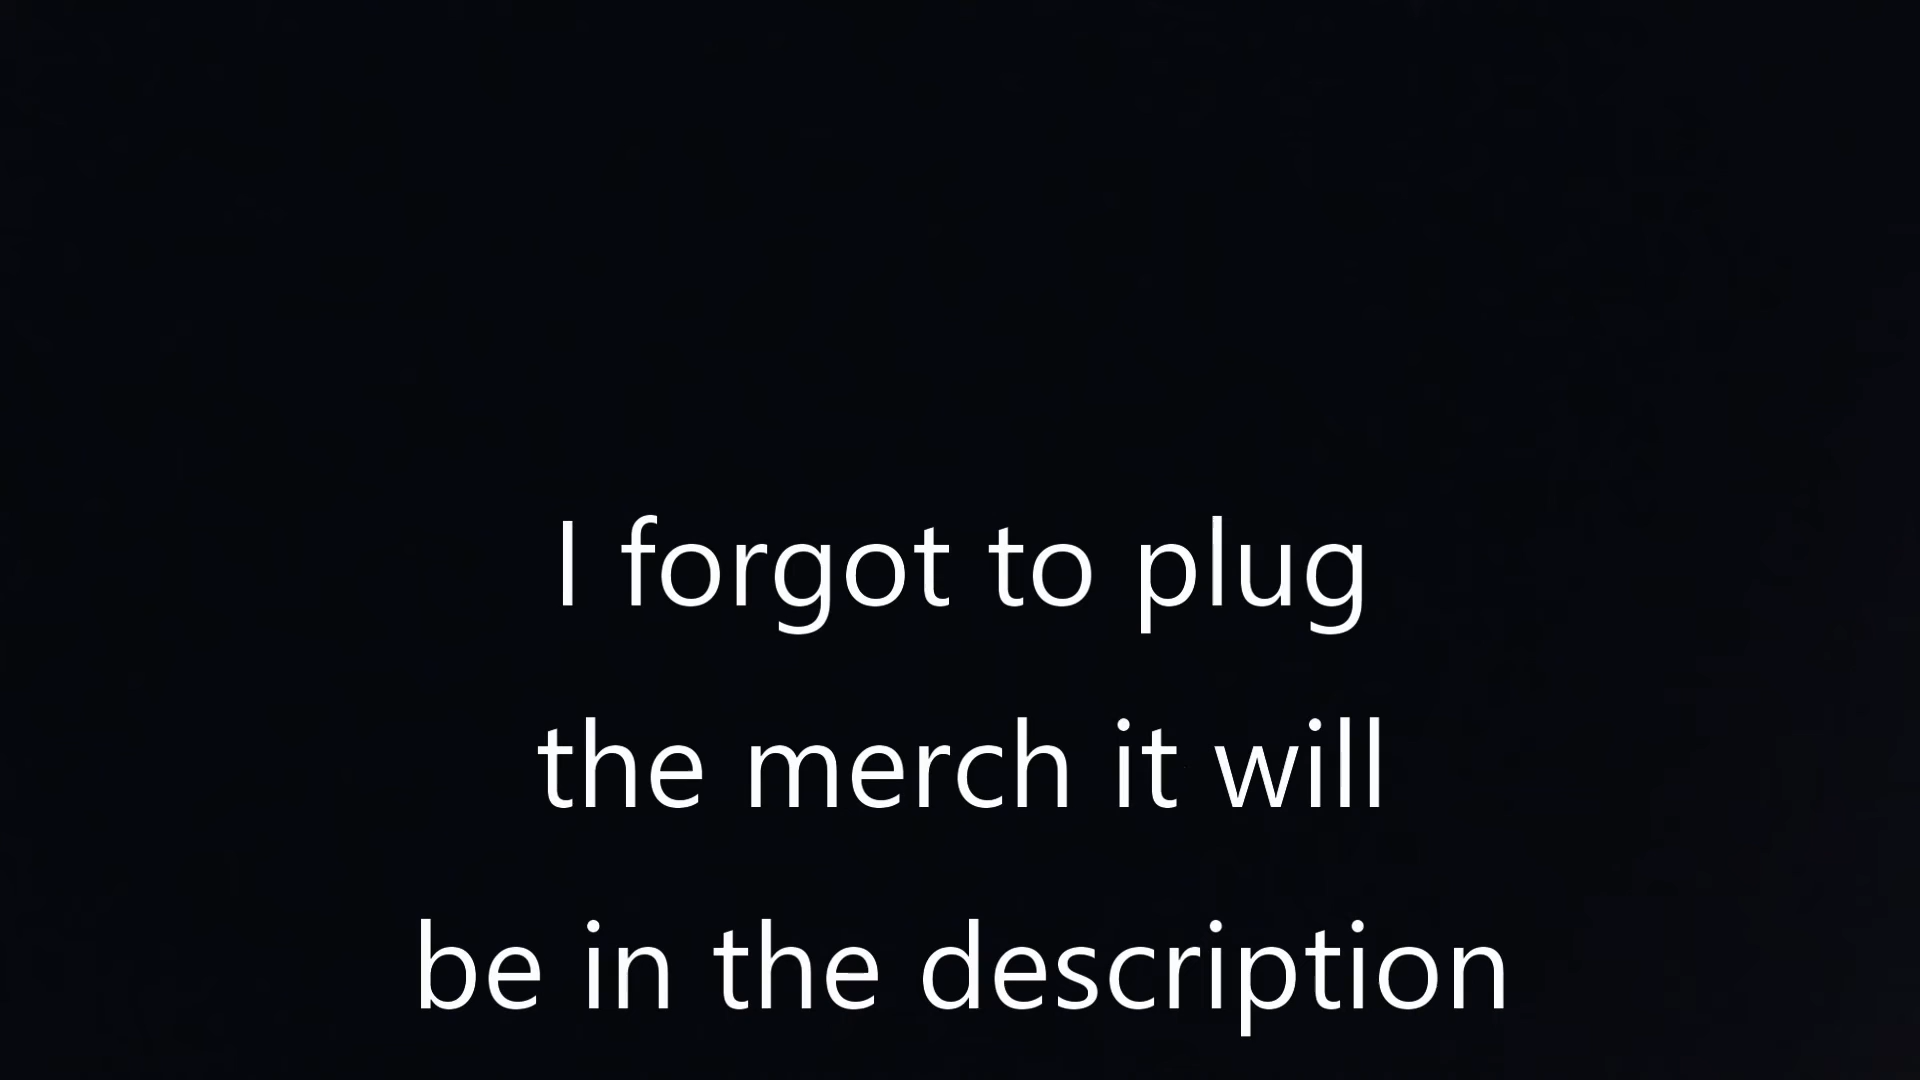 I forgot to plug
the merch it will
be in the description